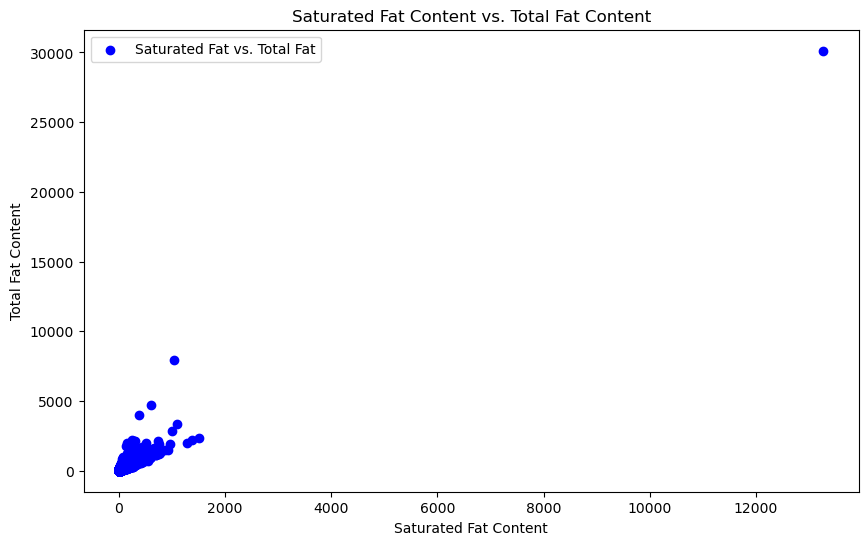 Saturated Fat Content vs. Total Fat Content
Saturated Fat vs. Total Fat
30000
25000
20000
15000
10000
5000
0
Total Fat Content
0 2000 4000 6000 8000 10000 12000
Saturated Fat Content